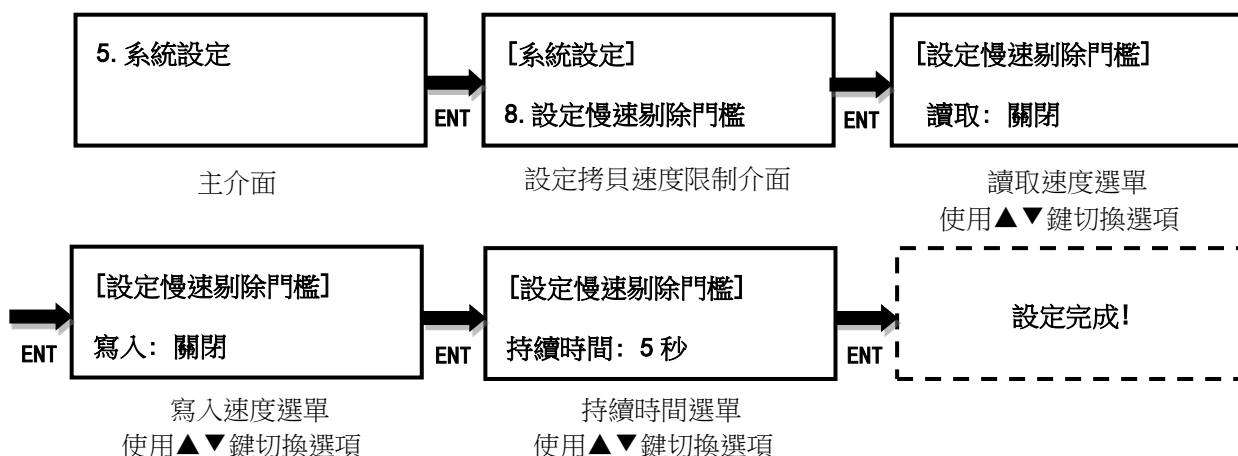 5. 系統設定
ENT
[系統設定]
8. 設定慢速剔除門檻
ENT
[設定慢速剔除門檻]
讀取: 關閉
主介面
設定拷貝速度限制介面
讀取速度選單
使用▲▼鍵切換選項
ENT
[設定慢速剔除門檻]
寫入: 關閉
ENT
[設定慢速剔除門檻]
持續時間: 5 秒
ENT
設定完成!
寫入速度選單
使用▲▼鍵切換選項
持續時間選單
使用▲▼鍵切換選項